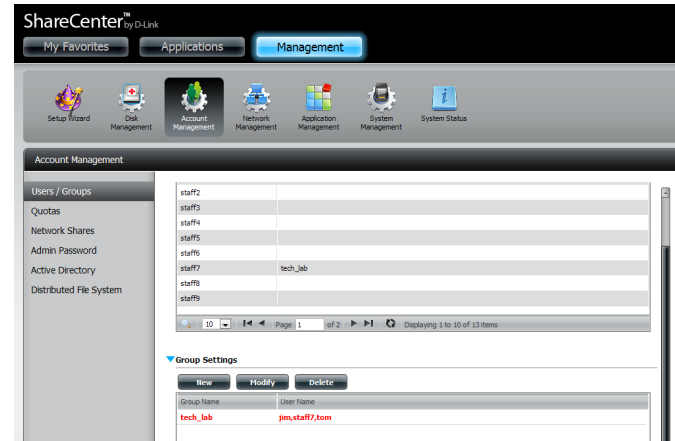 ShareCenter™ by D-Link
My Favorites Applications Management
Setup Wizard Disk Management Account Management Network Management Application Management System Management System Status
Account Management
Users / Groups
Quotas
Network Shares
Admin Password
Active Directory
Distributed File System
staff2
staff3
staff4
staff5
staff6
staff7 tech_lab
staff8
staff9
10 Page 1 of 2 Displaying 1 to 10 of 13 items
Group Settings
New Modify Delete
Group Name User Name
tech_lab jim,staff7,tom